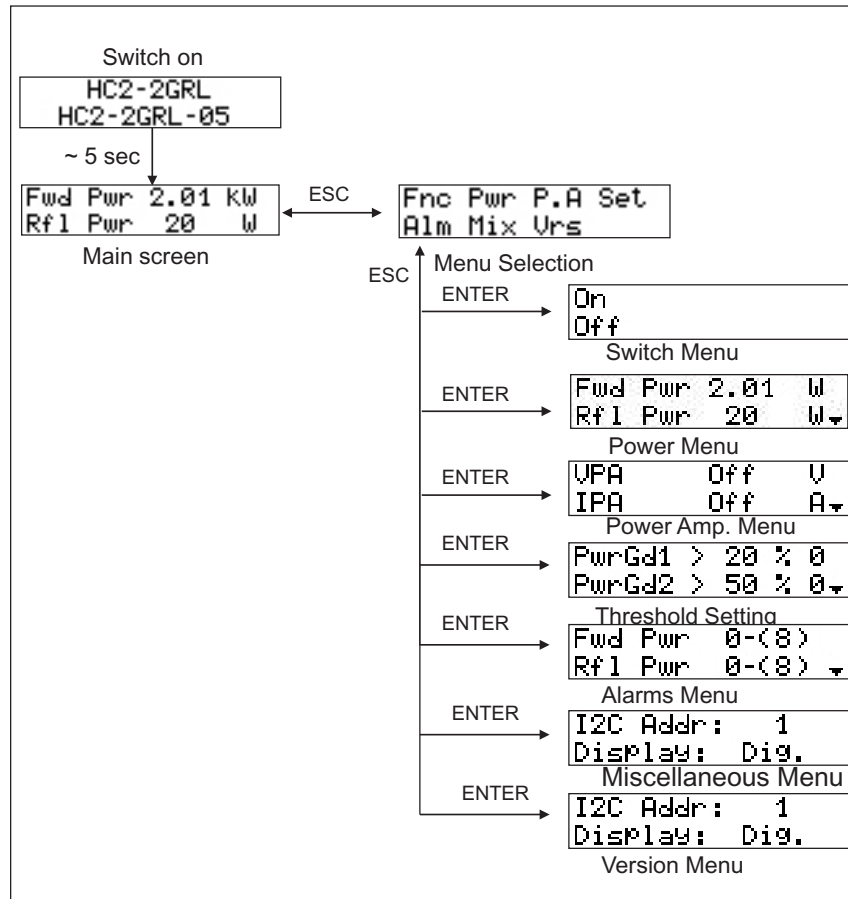 Switch on
HC2-2GRL
HC2-2GRL-05
~ 5 sec
Fwd Pwr 2.01 KW
Rfl Pwr 20 W
Main screen
ESC
Fnc Pwr P.A Set
Alm Mix Vrs
Menu Selection
ESC
ENTER
On
Off
Switch Menu
ENTER
Fwd Pwr 2.01 W
Rfl Pwr 20 W
Power Menu
ENTER
VPA Off V
IPA Off A
Power Amp. Menu
ENTER
PwrGd1 > 20 % 0
PwrGd2 > 50 % 0
Threshold Setting
ENTER
Fwd Pwr 0-(8)
Rfl Pwr 0-(8)
Alarms Menu
ENTER
I2C Addr: 1
Display: Dig.
Miscellaneous Menu
ENTER
I2C Addr: 1
Display: Dig.
Version Menu